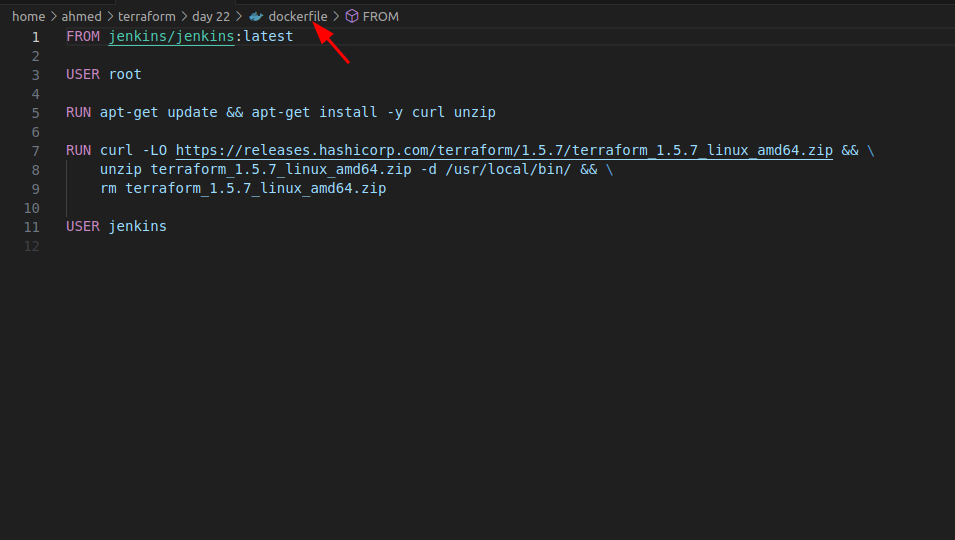 home > ahmed > terraform > day 22 > dockerfile > FROM
1 FROM jenkins/jenkins:latest
2
3 USER root
4
5 RUN apt-get update && apt-get install -y curl unzip
6
7 RUN curl -LO https://releases.hashicorp.com/terraform/1.5.7/terraform_1.5.7_linux_amd64.zip && \
8     unzip terraform_1.5.7_linux_amd64.zip -d /usr/local/bin/ && \
9     rm terraform_1.5.7_linux_amd64.zip
10
11 USER jenkins
12